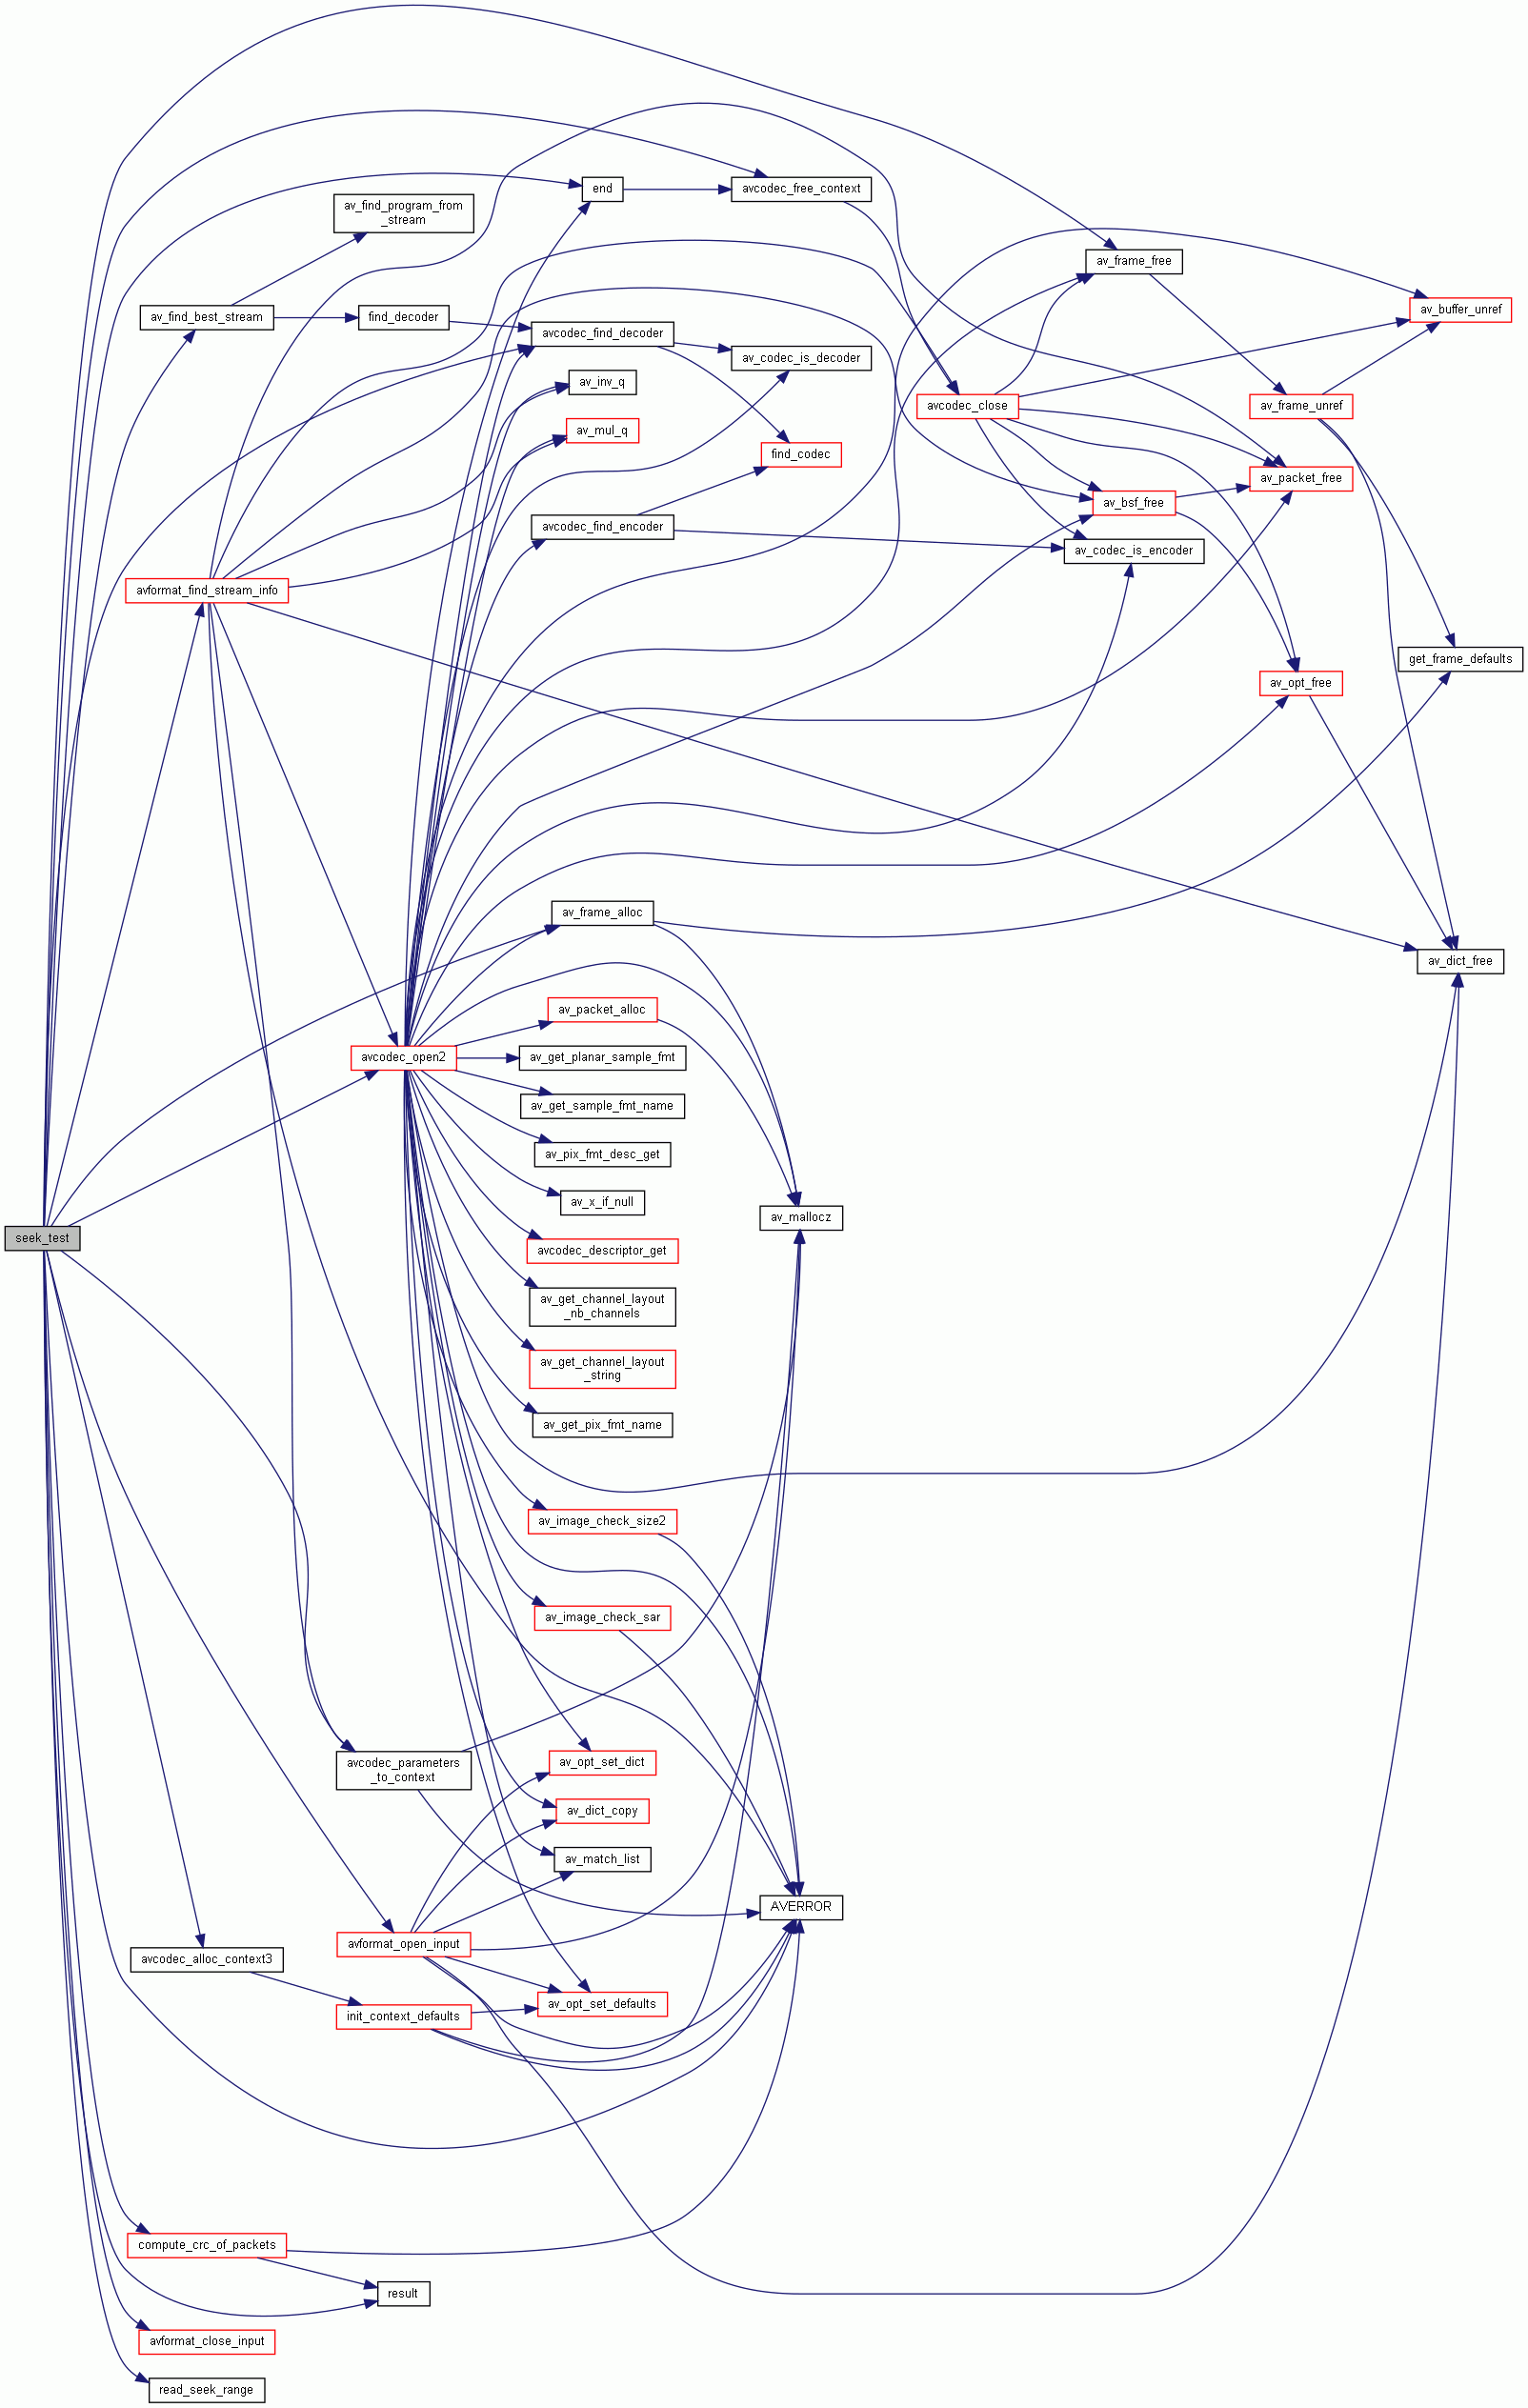 end
avcodec_free_context
av_find_program_from
_stream
av_frame_free
av_buffer_unref
av_find_best_stream
find_decoder
avcodec_find_decoder
av_codec_is_decoder
av_inv_q
avcodec_close
av_frame_unref
av_mul_q
find_codec
av_packet_free
av_bsf_free
avcodec_find_encoder
av_codec_is_encoder
avformat_find_stream_info
get_frame_defaults
av_opt_free
av_frame_alloc
av_dict_free
av_packet_alloc
avcodec_open2
av_get_planar_sample_fmt
av_get_sample_fmt_name
av_pix_fmt_desc_get
av_x_if_null
av_mallocz
seek_test
avcodec_descriptor_get
av_get_channel_layout
_nb_channels
av_get_channel_layout
_string
av_get_pix_fmt_name
av_image_check_size2
av_image_check_sar
avcodec_parameters
_to_context
av_opt_set_dict
av_dict_copy
av_match_list
AVERROR
avformat_open_input
avcodec_alloc_context3
av_opt_set_defaults
init_context_defaults
compute_crc_of_packets
result
avformat_close_input
read_seek_range